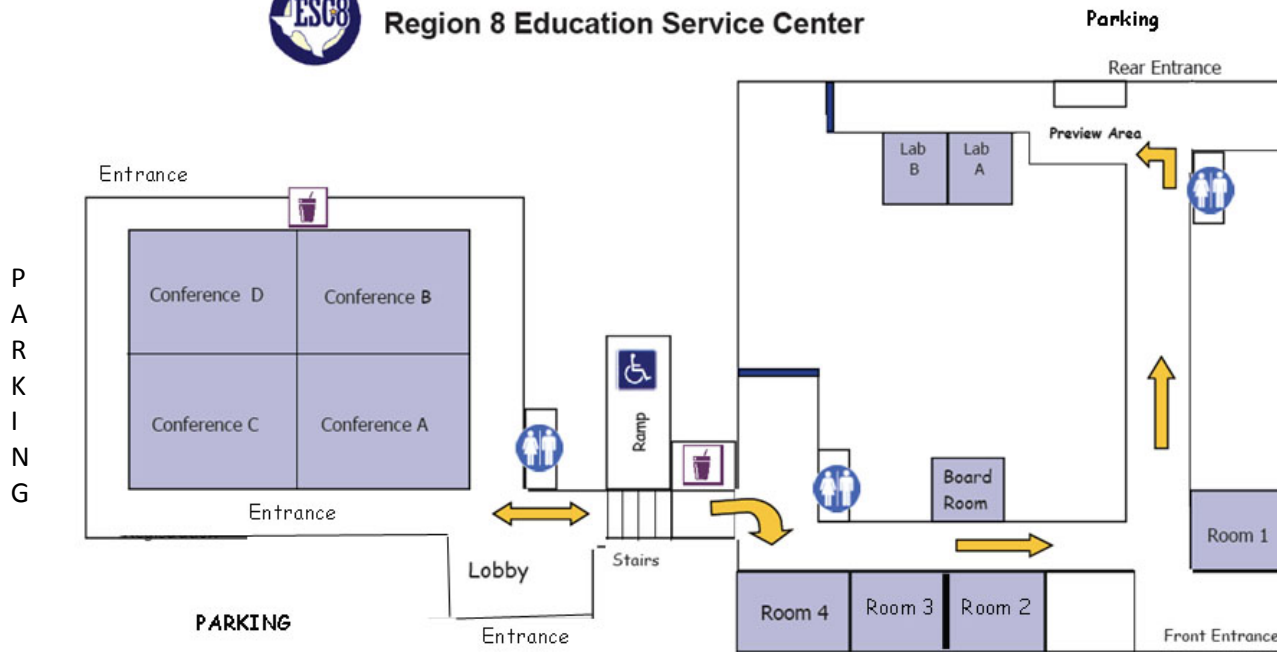 ESC8
Region 8 Education Service Center
Parking
Rear Entrance
Preview Area
Lab
B
Lab
A
Entrance
P
A
R
K
I
N
G
Conference D
Conference B
Conference C
Conference A
Ramp
Entrance
Board
Room
Room 1
Lobby
Stairs
PARKING
Entrance
Room 4
Room 3
Room 2
Front Entrance